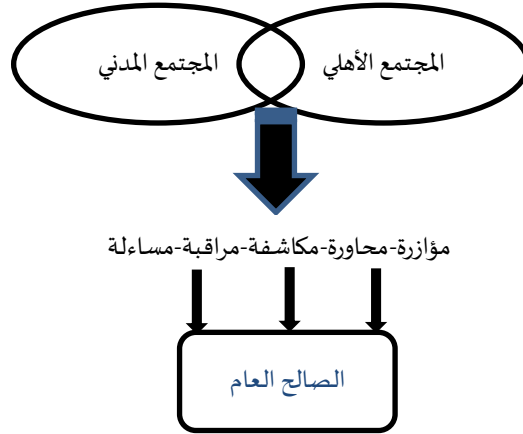 المجتمع الأهلي
المجتمع المدني
مؤازرة-محاورة-مكاشفة-مراقبة-مساءلة
الصالح العام